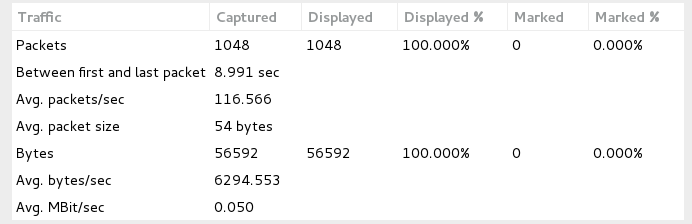 Traffic Captured Displayed Displayed % Marked Marked %
Packets 1048 1048 100.000% 0 0.000%
Between first and last packet 8.991 sec
Avg. packets/sec 116.566
Avg. packet size 54 bytes
Bytes 56592 56592 100.000% 0 0.000%
Avg. bytes/sec 6294.553
Avg. MBit/sec 0.050